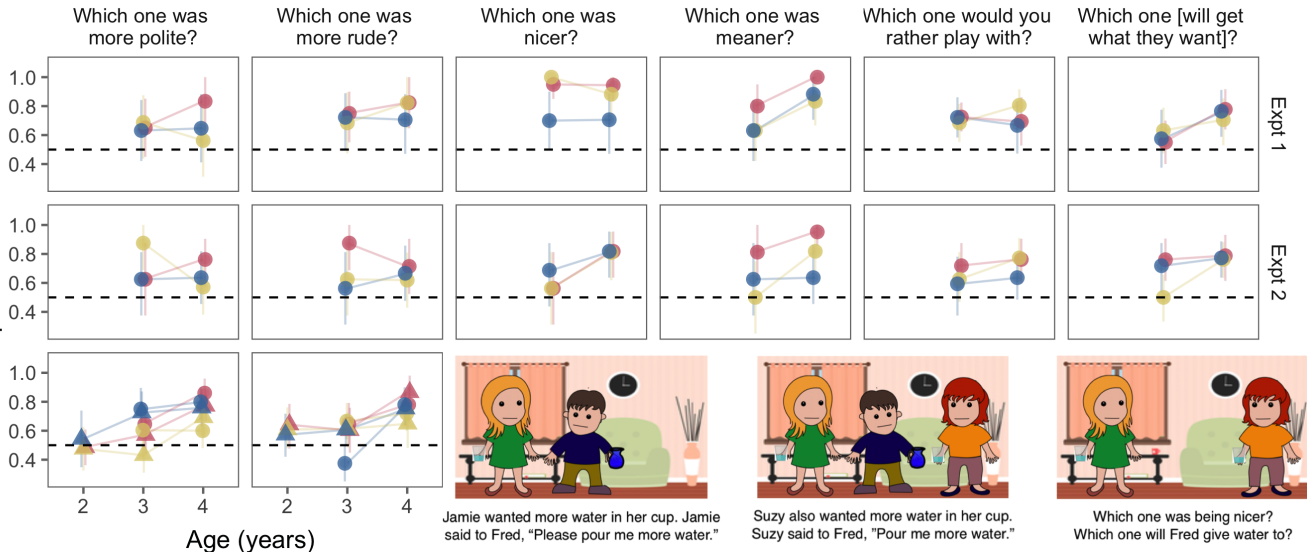 Which one was
more polite?
Which one was
more rude?
Which one was
nicer?
Which one was
meaner?
Which one would you
rather play with?
Which one [will get
what they want]?
1.0
0.8
0.6
0.4
Expt 1
1.0
0.8
0.6
0.4
Expt 2
1.0
0.8
0.6
0.4
2
3
4
2
3
4
Age (years)
Jamie wanted more water in her cup. Jamie
said to Fred, “Please pour me more water.”
Suzy also wanted more water in her cup.
Suzy said to Fred, ”Pour me more water.”
Which one was being nicer?
Which one will Fred give water to?